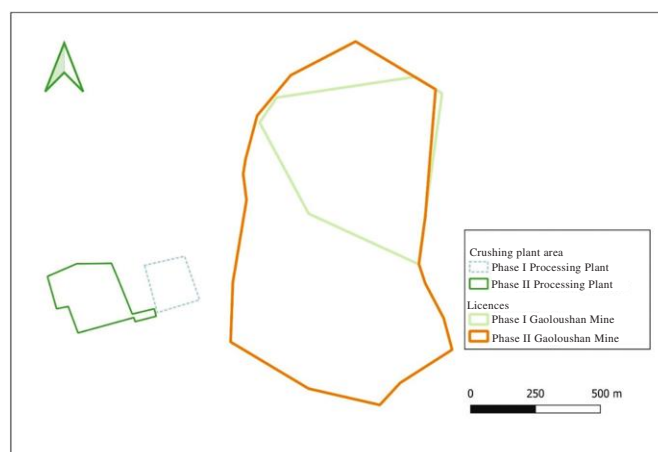 Crushing plant area
Phase I Processing Plant
Phase II Processing Plant
Licences
Phase I Gaoloushan Mine
Phase II Gaoloushan Mine
0 250 500 m